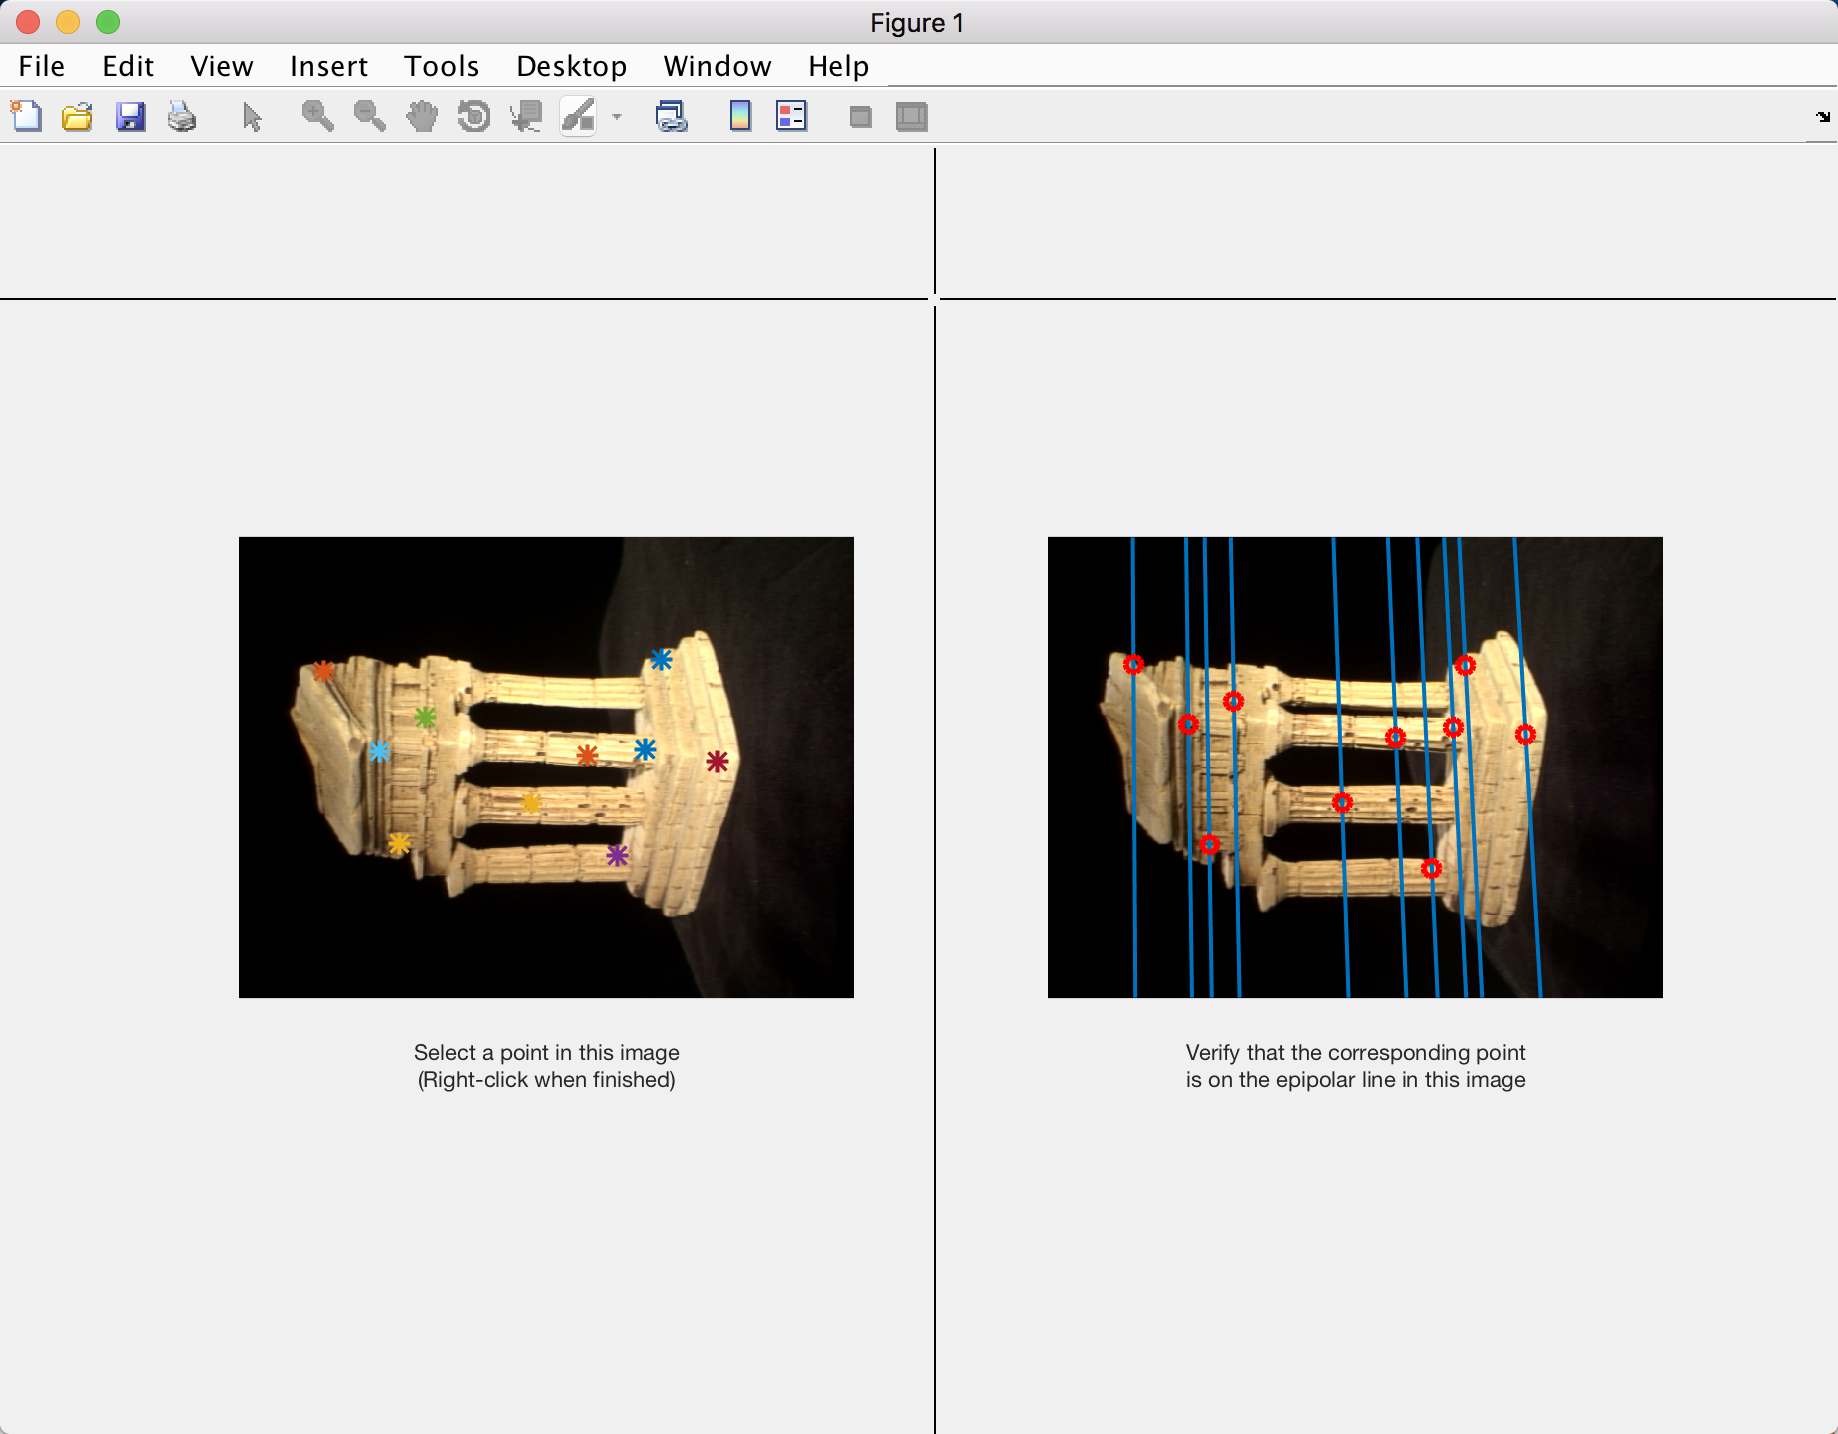 Figure 1
File Edit View Insert Tools Desktop Window Help
Select a point in this image
(Right-click when finished)
Verify that the corresponding point
is on the epipolar line in this image